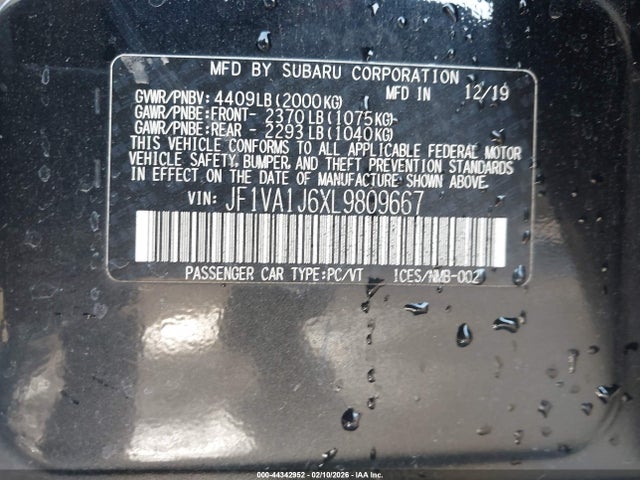 MFD BY SUBARU CORPORATION
GVWR/PNBV: 4409LB(2000KG) MFD IN 12/19
GAWR/PNBE:FRONT- 2370LB(1075KG)
GAWR/PNBE:REAR - 2293LB(1040KG)
THIS VEHICLE CONFORMS TO ALL APPLICABLE FEDERAL MOTOR
VEHICLE SAFETY, BUMPER, AND THEFT PREVENTION STANDARDS
IN EFFECT ON THE DATE OF MANUFACTURE SHOWN ABOVE.
VIN: JF1VA1J6XL9809667
PASSENGER CAR TYPE:PC/VT ICES/NMB-002
000-44342952 - 02/10/2026 - IAAI Inc.